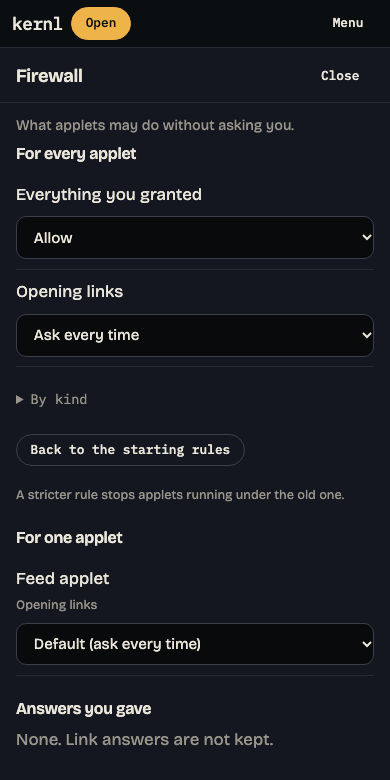 kernl
Open
Menu
Firewall
Close
What applets may do without asking you.
For every applet
Everything you granted
Allow
Opening links
Ask every time
By kind
Back to the starting rules
A stricter rule stops applets running under the old one.
For one applet
Feed applet
Opening links
Default (ask every time)
Answers you gave
None. Link answers are not kept.